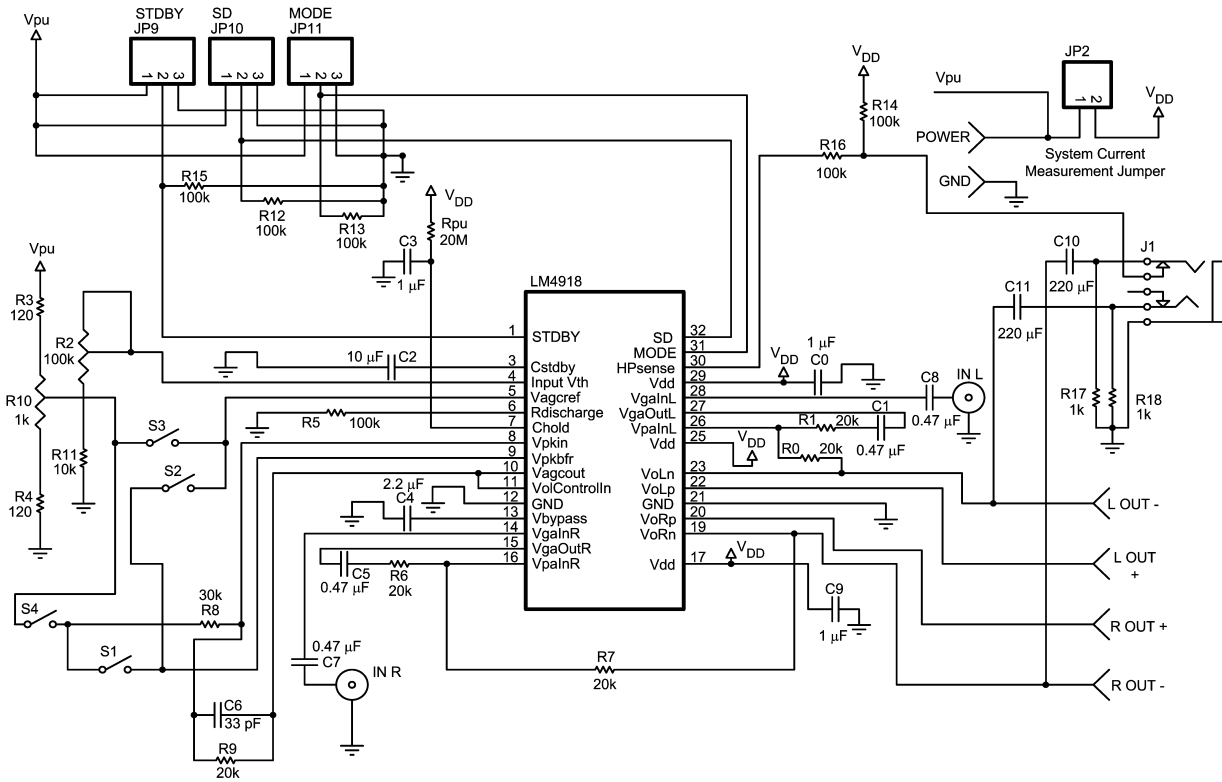 Vpu
STDBY
JP9
SD
JP10
MODE
JP11
1 2 3
1 2 3
1 2 3
V DD
R14
100k
R16
100k
Vpu
JP2
1 2
V DD
POWER
System Current
Measurement Jumper
GND
R15
100k
R12
100k
R13
100k
V DD
Rpu
20M
C3
1 µF
Vpu
R3
120
R2
100k
R10
1k
R11
10k
R4
120
S3
S2
S4
S1
30k
R8
C6
33 pF
R9
20k
10 µF
C2
R5
100k
2.2 µF
C4
C5
0.47 µF
R6
20k
0.47 µF
C7
IN R
R7
20k
LM4918
1 STDBY
3 Cstdby
4 Input Vth
5 Vagcref
6 Rdischarge
7 Chold
8 Vpkin
9 Vpkbfr
10 Vagcout
11 VolControlIn
12 GND
13 Vbypass
14 VgaInR
15 VgaOutR
16 VpaInR
SD 32
MODE 31
HPsense 30
Vdd 29
VgaInL 28
VgaOutL 27
VpaInL 26
Vdd 25
VoLn 23
VoLp 22
GND 21
VoRp 20
VoRn 19
Vdd 17
V DD
1 µF
C0
C8
0.47 µF
IN L
R1
20k
C1
0.47 µF
R0
20k
V DD
V DD
C9
1 µF
C10
220 µF
C11
220 µF
J1
R17
1k
R18
1k
L OUT -
L OUT
+
R OUT +
R OUT -